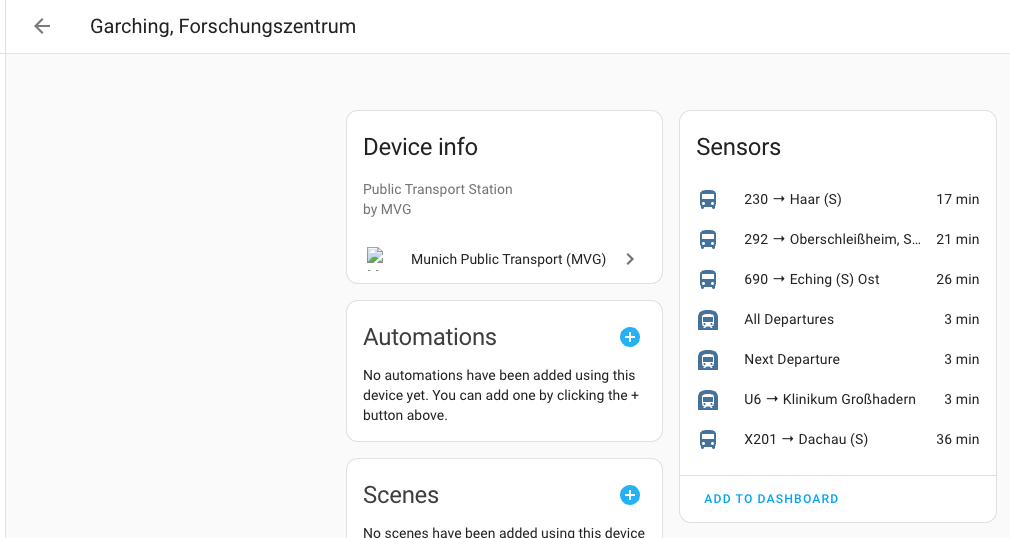 Garching, Forschungszentrum
Device info
Public Transport Station
by MVG
Munich Public Transport (MVG)
Automations
No automations have been added using this
device yet. You can add one by clicking the +
button above.
Scenes
No scenes have been added using this device
Sensors
230 → Haar (S) 17 min
292 → Oberschleißheim, S... 21 min
690 → Eching (S) Ost 26 min
All Departures 3 min
Next Departure 3 min
U6 → Klinikum Großhadern 3 min
X201 → Dachau (S) 36 min
ADD TO DASHBOARD